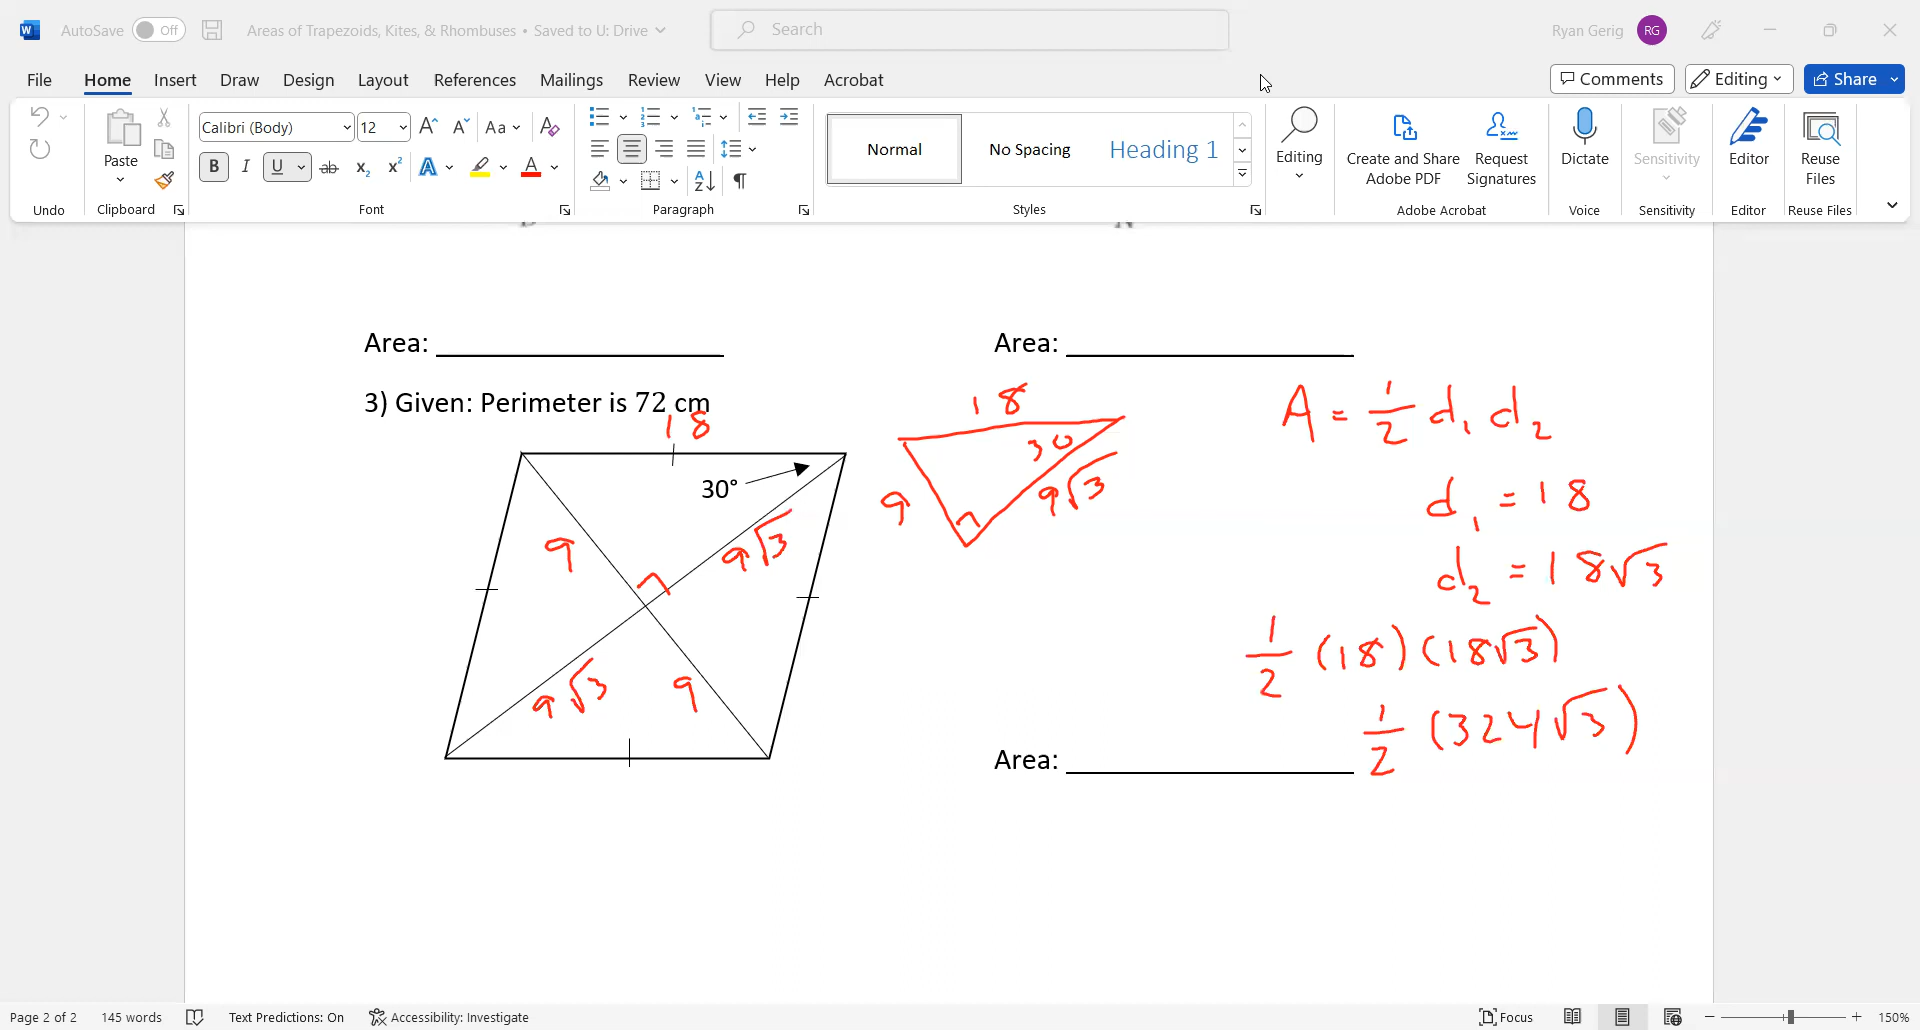 AutoSave Off Areas of Trapezoids, Kites, & Rhombuses • Saved to U: Drive Search Ryan Gerig RG
File Home Insert Draw Design Layout References Mailings Review View Help Acrobat Comments Editing Share
Calibri (Body) 12 Aa
Paste B I U ab x₂ x² A A
Normal No Spacing Heading 1
Editing
Create and Share Adobe PDF
Request Signatures
Dictate
Sensitivity
Editor
Reuse Files
Undo Clipboard Font Paragraph Styles Adobe Acrobat Voice Sensitivity Editor Reuse Files
Area: ____________________ Area: ____________________
3) Given: Perimeter is 72 cm
18
30°
9
9√3
9√3
9
18
30
9
9√3
A = 1/2 d₁ d₂
d₁ = 18
d₂ = 18√3
1/2 (18)(18√3)
1/2 (324√3)
Area: ____________________
Page 2 of 2 145 words Text Predictions: On Accessibility: Investigate Focus 150%